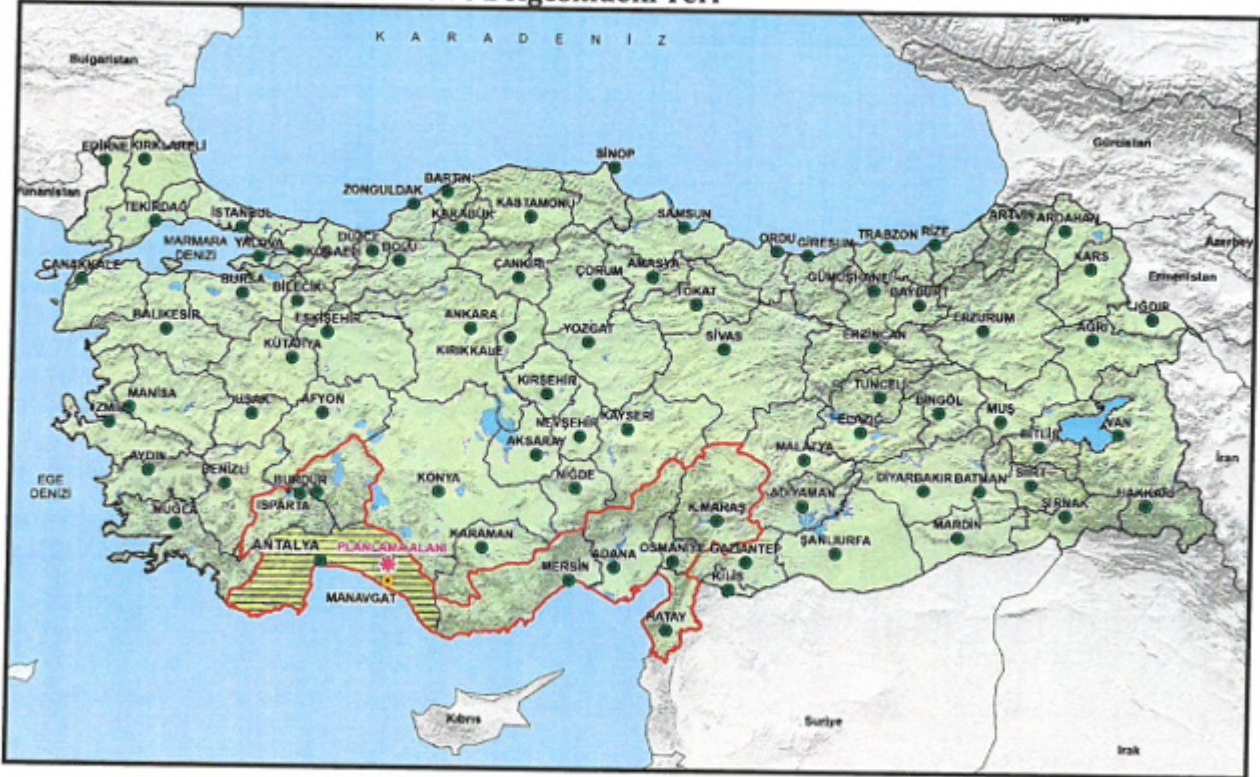 K A R A D E N İ Z
Bulgaristan
Gürcistan
EDİRNE KIRKLARELİ
SİNOP
Yunanistan
ZONGULDAK
BARTIN
KASTAMONU
TEKİRDAĞ
İSTANBUL
KARABÜK
SAMSUN
ARTVİN ARDAHAN
MARMARA
DENİZİ
YALOVA
KOCAELİ
DÜZCE
BOLU
ORDU GİRESUN
TRABZON RİZE
ÇANAKKALE
ÇANKIRI
ÇORUM
AMASYA
KARS
BURSA
BİLECİK
GÜMÜŞHANE
Ermenistan
TOKAT
BAYBURT
BALIKESİR
ESKİŞEHİR
ANKARA
YOZGAT
SİVAS
ERZİNCAN
ERZURUM
IĞDIR
AĞRI
KÜTAHYA
KIRIKKALE
KIRŞEHİR
TUNCELİ
MANİSA
İZMİR
UŞAK
AFYON
NEVŞEHİR
KAYSERİ
ELAZIĞ
BİNGÖL
MUŞ
BİTLİS
VAN
AKSARAY
MALATYA
İran
AYDIN
DENİZLİ
BURDUR
KONYA
NİĞDE
DİYARBAKIR
BATMAN
SİİRT
EGE
DENİZİ
ISPARTA
ADIYAMAN
ŞIRNAK
HAKKARİ
MUĞLA
K.MARAŞ
MARDİN
KARAMAN
ANTALYA
PLANLAMA ALANI
ADANA
OSMANİYE
GAZİANTEP
ŞANLIURFA
MERSİN
KİLİS
MANAVGAT
HATAY
Kıbrıs
Suriye
Irak